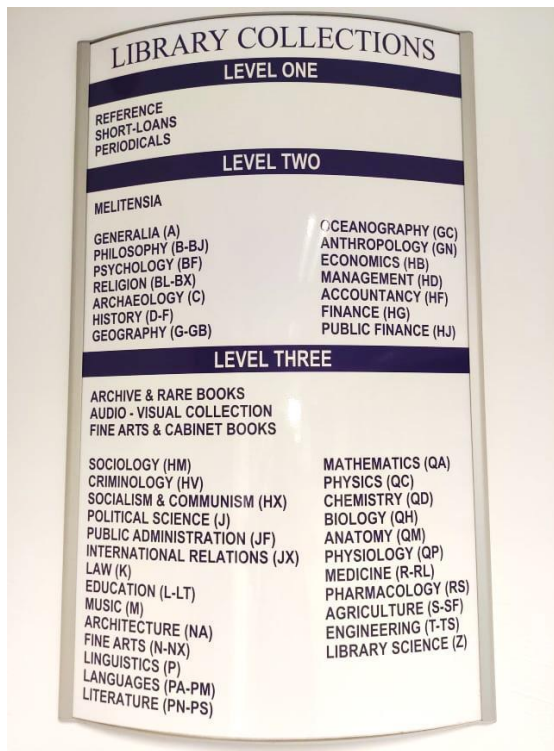 LIBRARY COLLECTIONS
LEVEL ONE
REFERENCE
SHORT-LOANS
PERIODICALS
LEVEL TWO
MELITENSIA
GENERALIA (A)
PHILOSOPHY (B-BJ)
PSYCHOLOGY (BF)
RELIGION (BL-BX)
ARCHAEOLOGY (C)
HISTORY (D-F)
GEOGRAPHY (G-GB)
OCEANOGRAPHY (GC)
ANTHROPOLOGY (GN)
ECONOMICS (HB)
MANAGEMENT (HD)
ACCOUNTANCY (HF)
FINANCE (HG)
PUBLIC FINANCE (HJ)
LEVEL THREE
ARCHIVE & RARE BOOKS
AUDIO - VISUAL COLLECTION
FINE ARTS & CABINET BOOKS
SOCIOLOGY (HM)
CRIMINOLOGY (HV)
SOCIALISM & COMMUNISM (HX)
POLITICAL SCIENCE (J)
PUBLIC ADMINISTRATION (JF)
INTERNATIONAL RELATIONS (JX)
LAW (K)
EDUCATION (L-LT)
MUSIC (M)
ARCHITECTURE (NA)
FINE ARTS (N-NX)
LINGUISTICS (P)
LANGUAGES (PA-PM)
LITERATURE (PN-PS)
MATHEMATICS (QA)
PHYSICS (QC)
CHEMISTRY (QD)
BIOLOGY (QH)
ANATOMY (QM)
PHYSIOLOGY (QP)
MEDICINE (R-RL)
PHARMACOLOGY (RS)
AGRICULTURE (S-SF)
ENGINEERING (T-TS)
LIBRARY SCIENCE (Z)